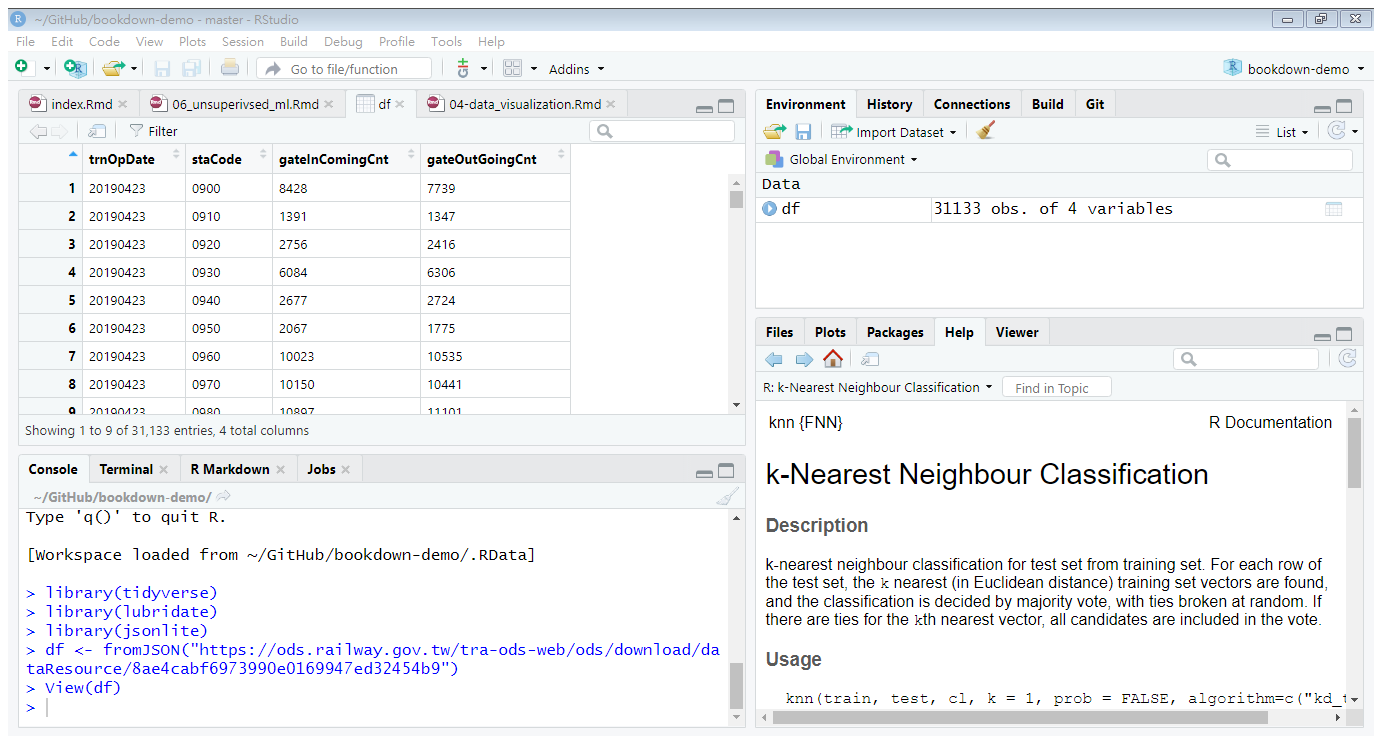 ~/GitHub/bookdown-demo - master - RStudio
File Edit Code View Plots Session Build Debug Profile Tools Help
Go to file/function Addins bookdown-demo
index.Rmd 06_unsuperivsed_ml.Rmd df 04-data_visualization.Rmd
Filter
trnOpDate staCode gateInComingCnt gateOutGoingCnt
1 20190423 0900 8428 7739
2 20190423 0910 1391 1347
3 20190423 0920 2756 2416
4 20190423 0930 6084 6306
5 20190423 0940 2677 2724
6 20190423 0950 2067 1775
7 20190423 0960 10023 10535
8 20190423 0970 10150 10441
9 20190423 0980 10897 11101
Showing 1 to 9 of 31,133 entries, 4 total columns
Console Terminal R Markdown Jobs
~/GitHub/bookdown-demo/
Type 'q()' to quit R.
[Workspace loaded from ~/GitHub/bookdown-demo/.RData]
> library(tidyverse)
> library(lubridate)
> library(jsonlite)
> df <- fromJSON("https://ods.railway.gov.tw/tra-ods-web/ods/download/da
taResource/8ae4cabf6973990e0169947ed32454b9")
> View(df)
>
Environment History Connections Build Git
Import Dataset List
Global Environment
Data
df 31133 obs. of 4 variables
Files Plots Packages Help Viewer
R: k-Nearest Neighbour Classification Find in Topic
knn {FNN} R Documentation
k-Nearest Neighbour Classification
Description
k-nearest neighbour classification for test set from training set. For each row of
the test set, the k nearest (in Euclidean distance) training set vectors are found,
and the classification is decided by majority vote, with ties broken at random. If
there are ties for the kth nearest vector, all candidates are included in the vote.
Usage
knn(train, test, cl, k = 1, prob = FALSE, algorithm=c("kd_t